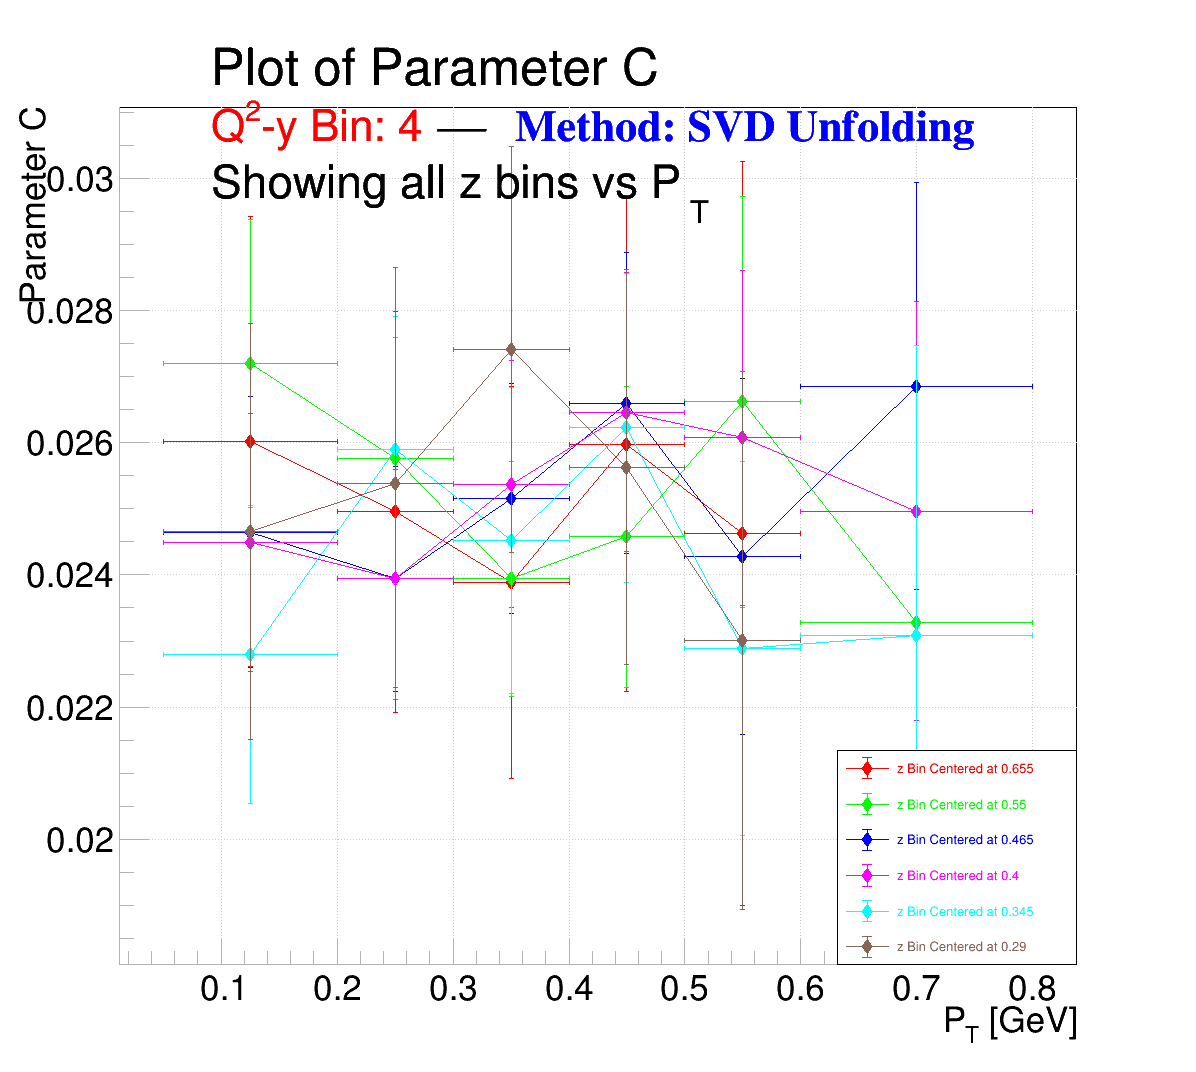 Plot of Parameter C
Q²-y Bin: 4 — Method: SVD Unfolding
Showing all z bins vs P_T
Parameter C
0.03
0.028
0.026
0.024
0.022
0.02
z Bin Centered at 0.655
z Bin Centered at 0.55
z Bin Centered at 0.465
z Bin Centered at 0.4
z Bin Centered at 0.345
z Bin Centered at 0.29
0.1 0.2 0.3 0.4 0.5 0.6 0.7 0.8
P_T [GeV]